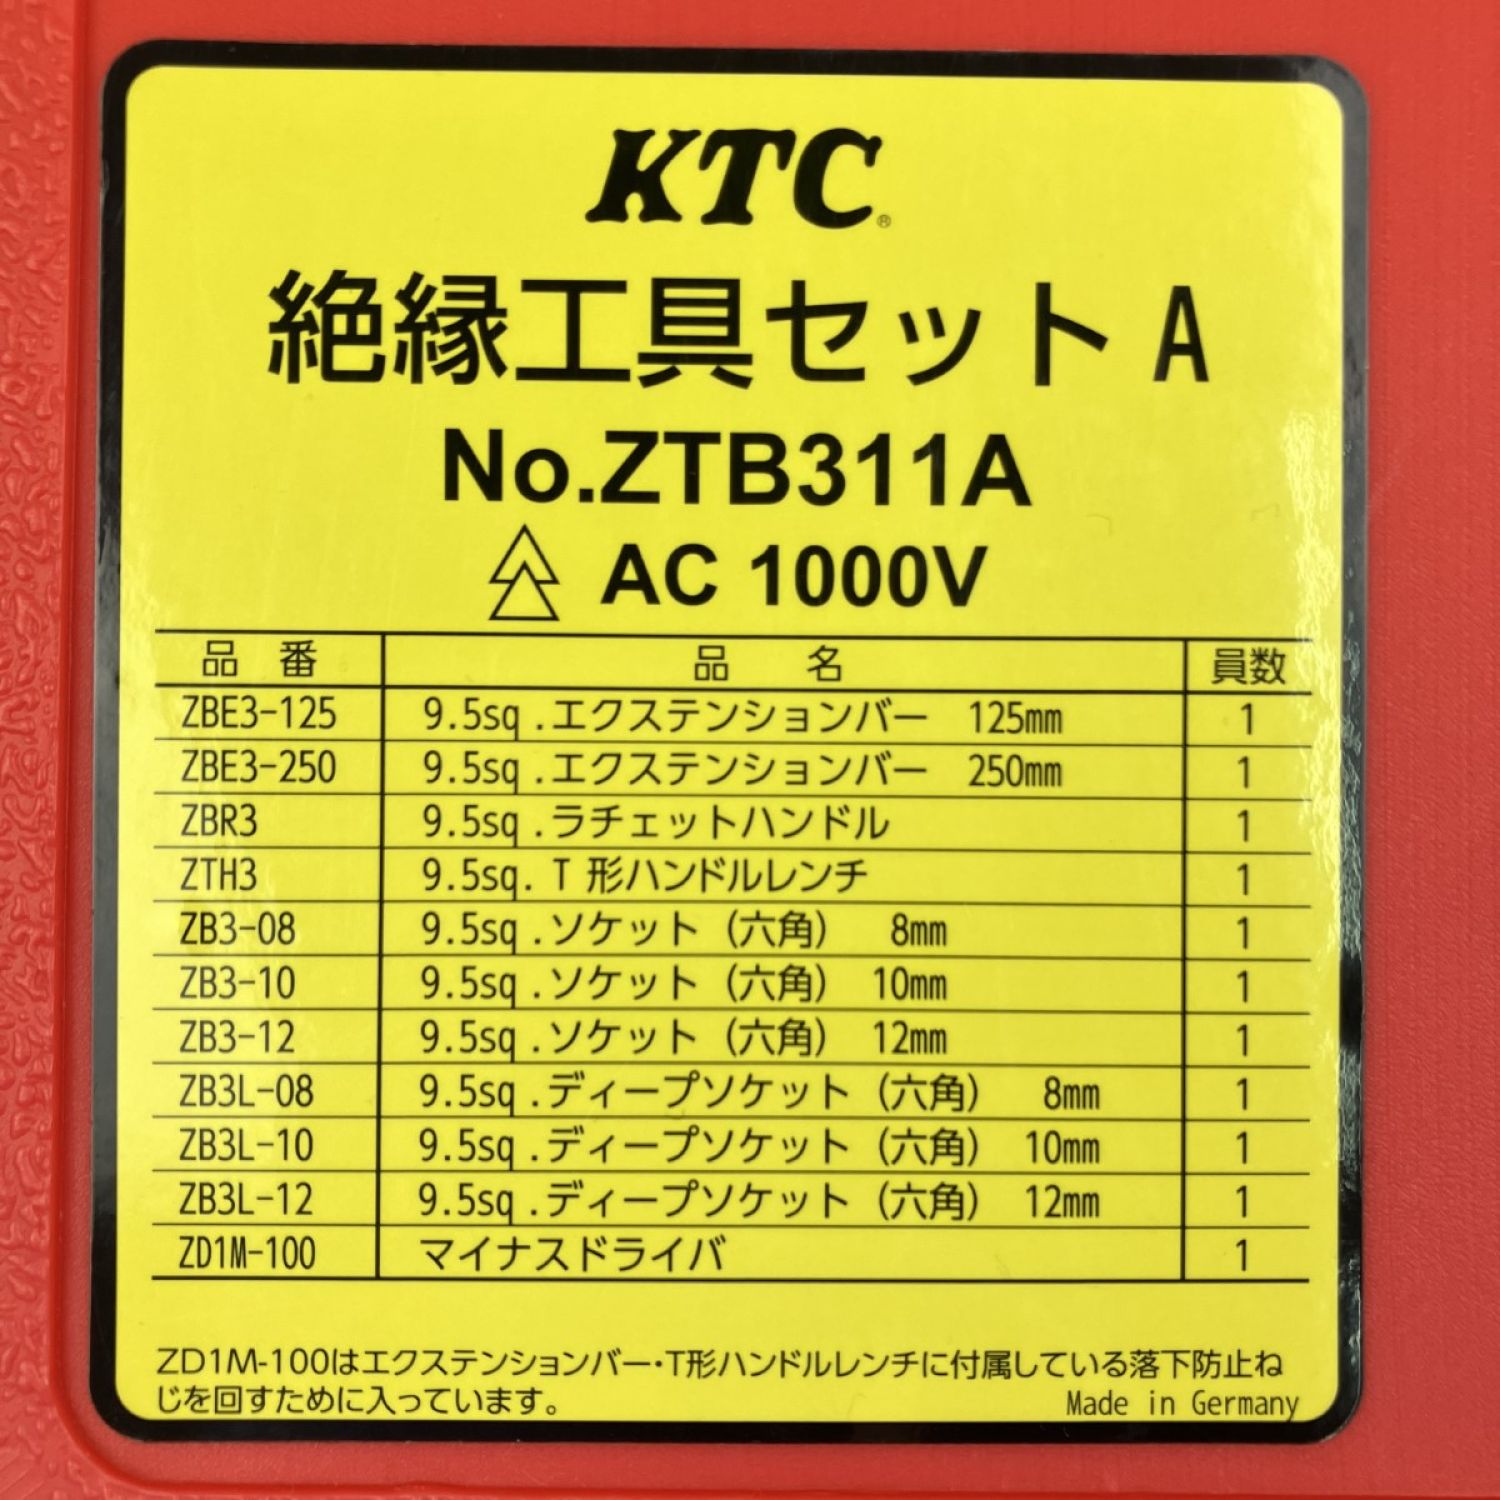 KTC®
絶縁工具セット A
No.ZTB311A
AC 1000V
品 番 品 名 員数
ZBE3-125 9.5sq.エクステンションバー 125mm 1
ZBE3-250 9.5sq.エクステンションバー 250mm 1
ZBR3 9.5sq.ラチェットハンドル 1
ZTH3 9.5sq.T 形ハンドルレンチ 1
ZB3-08 9.5sq.ソケット（六角） 8mm 1
ZB3-10 9.5sq.ソケット（六角） 10mm 1
ZB3-12 9.5sq.ソケット（六角） 12mm 1
ZB3L-08 9.5sq.ディープソケット（六角） 8mm 1
ZB3L-10 9.5sq.ディープソケット（六角） 10mm 1
ZB3L-12 9.5sq.ディープソケット（六角） 12mm 1
ZD1M-100 マイナスドライバ 1
ZD1M-100はエクステンションバー・T形ハンドルレンチに付属している落下防止ね
じを回すために入っています。 Made in Germany